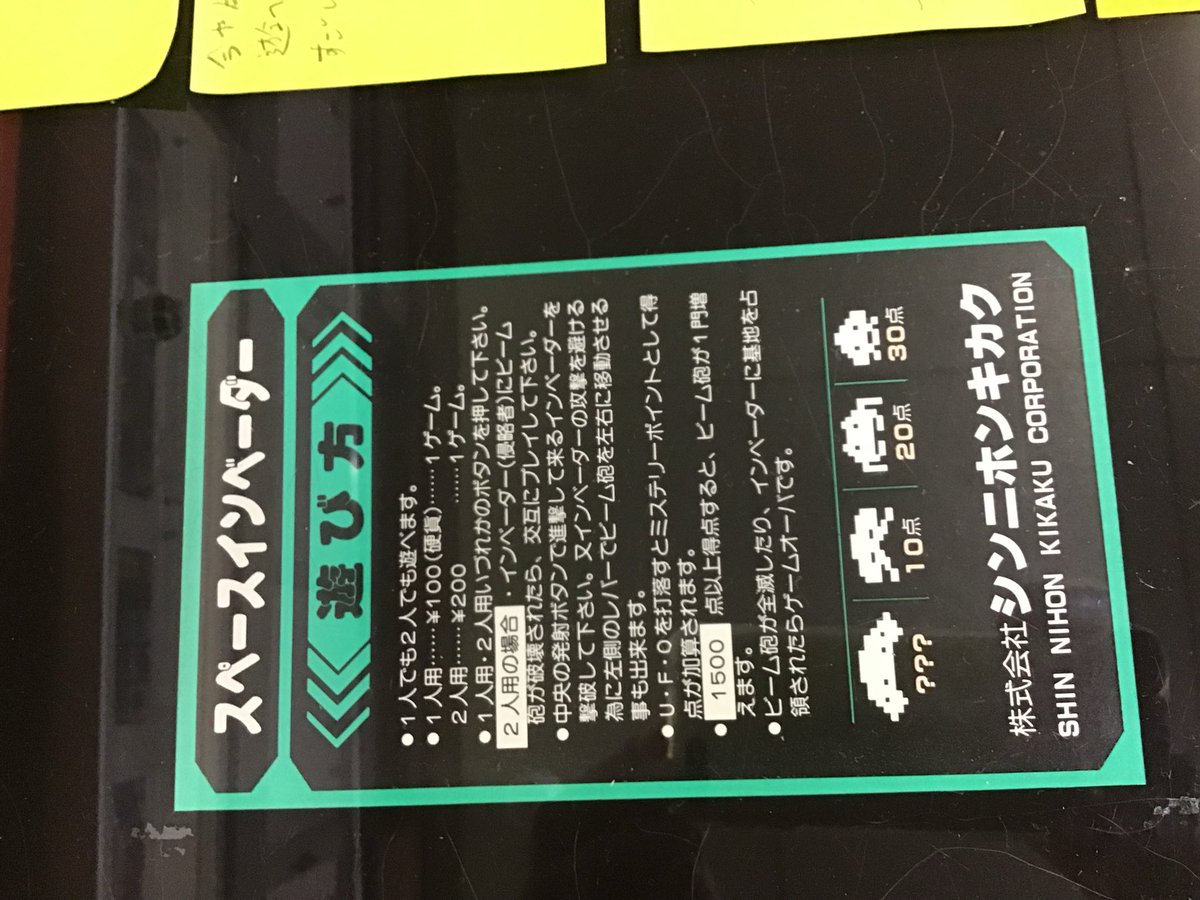 今や
遊べ
すごい
スペースインベーダー
遊び方
●1人でも2人でも遊べます。
●1人用……¥100(硬貨)……1ゲーム。
2人用……¥200 ……1ゲーム。
●1人用・2人用いづれかのボタンを押して下さい。
2人用の場合・インベーダー(侵略者)にビーム
砲が破壊されたら、交互にプレイして下さい。
●中央の発射ボタンで進撃して来るインベーダーを
撃破して下さい。又インベーダーの攻撃を避ける
為に左側のレバーでビーム砲を左右に移動させる
事も出来ます。
●U・F・Oを打落すとミステリーポイントとして得
点が加算されます。
●1500点以上得点すると、ビーム砲が1門増
えます。
●ビーム砲が全滅したり、インベーダーに基地を占
領されたらゲームオーバです。
??? 10点 20点 30点
株式会社シンニホンキカク
SHIN NIHON KIKAKU CORPORATION